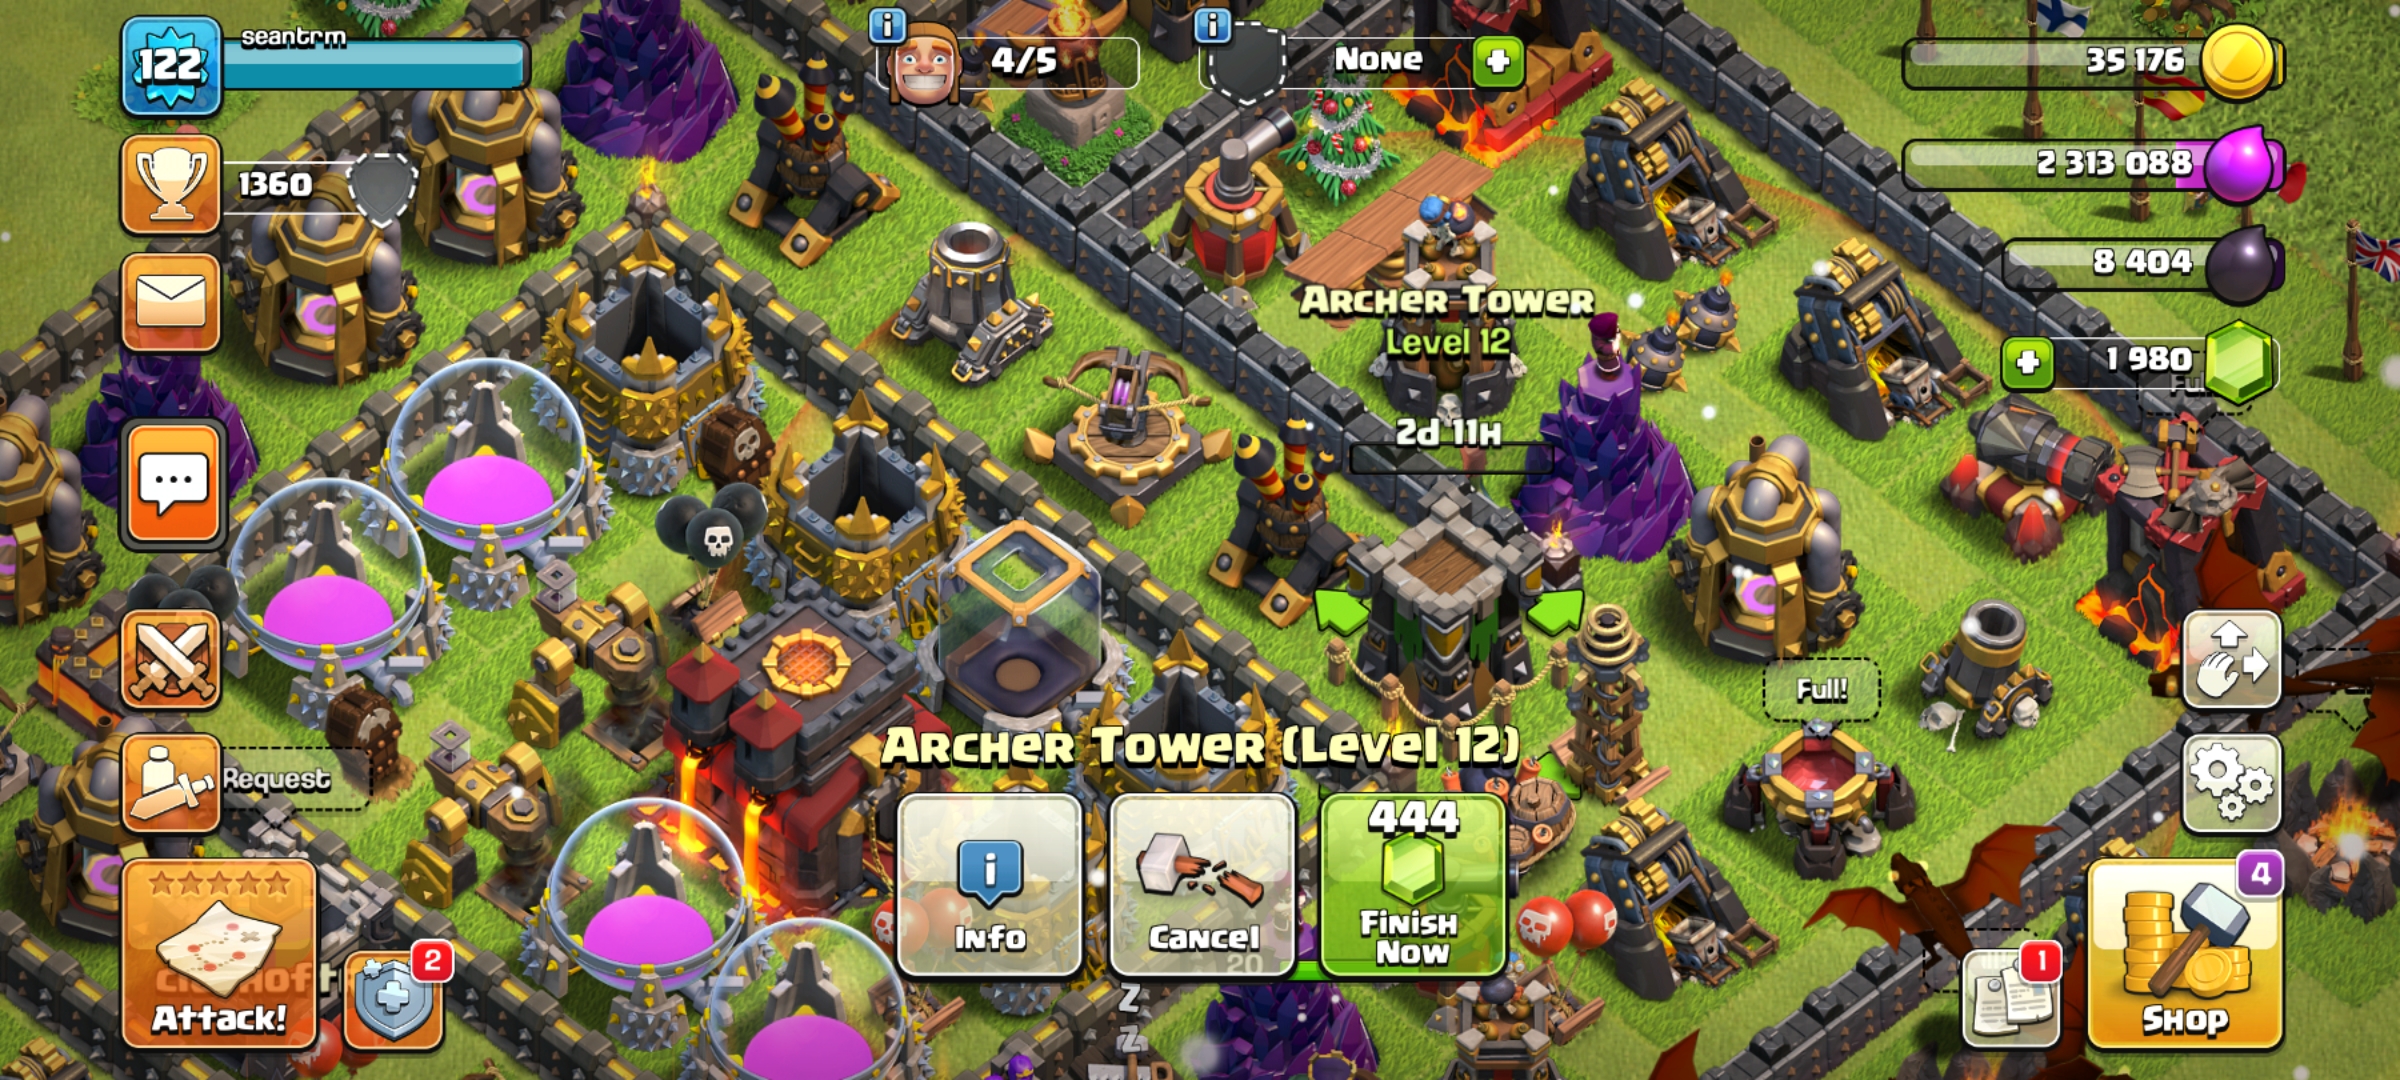 122
seantrm
4/5
None
35 176
1360
2 313 088
8 404
Archer Tower
Level 12
1 980
2d 11h
Full!
Archer Tower (Level 12)
Request
Info
Cancel
444
Finish
Now
20
Attack!
2
1
4
Shop
Z
Z